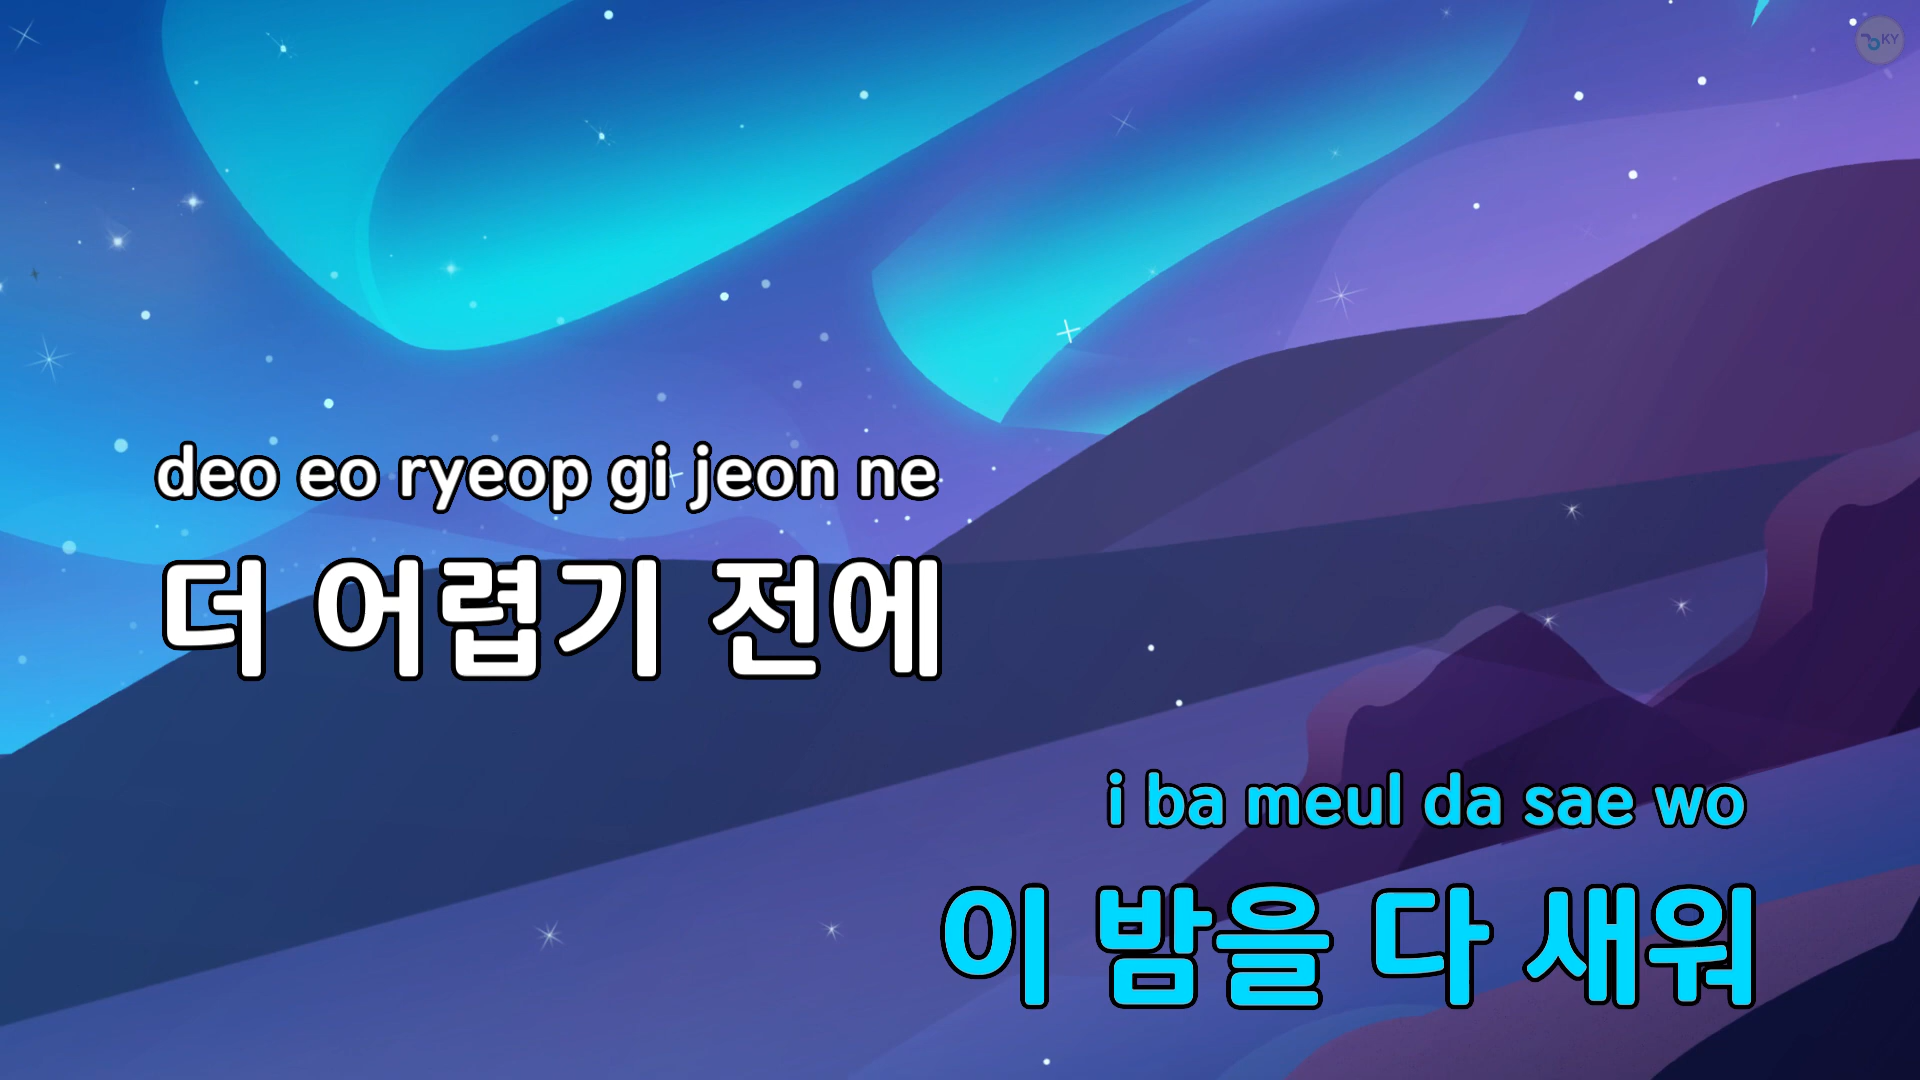 KY
deo eo ryeop gi jeon ne
더 어렵기 전에
i ba meul da sae wo
이 밤을 다 새워